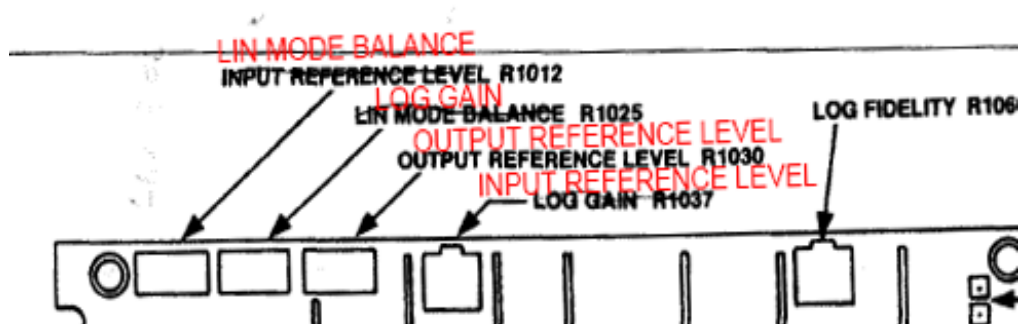 LIN MODE BALANCE
INPUT REFERENCE LEVEL R1012
LOG GAIN
LIN MODE BALANCE R1025
LOG FIDELITY R106
OUTPUT REFERENCE LEVEL
OUTPUT REFERENCE LEVEL R1030
INPUT REFERENCE LEVEL
LOG GAIN R1037